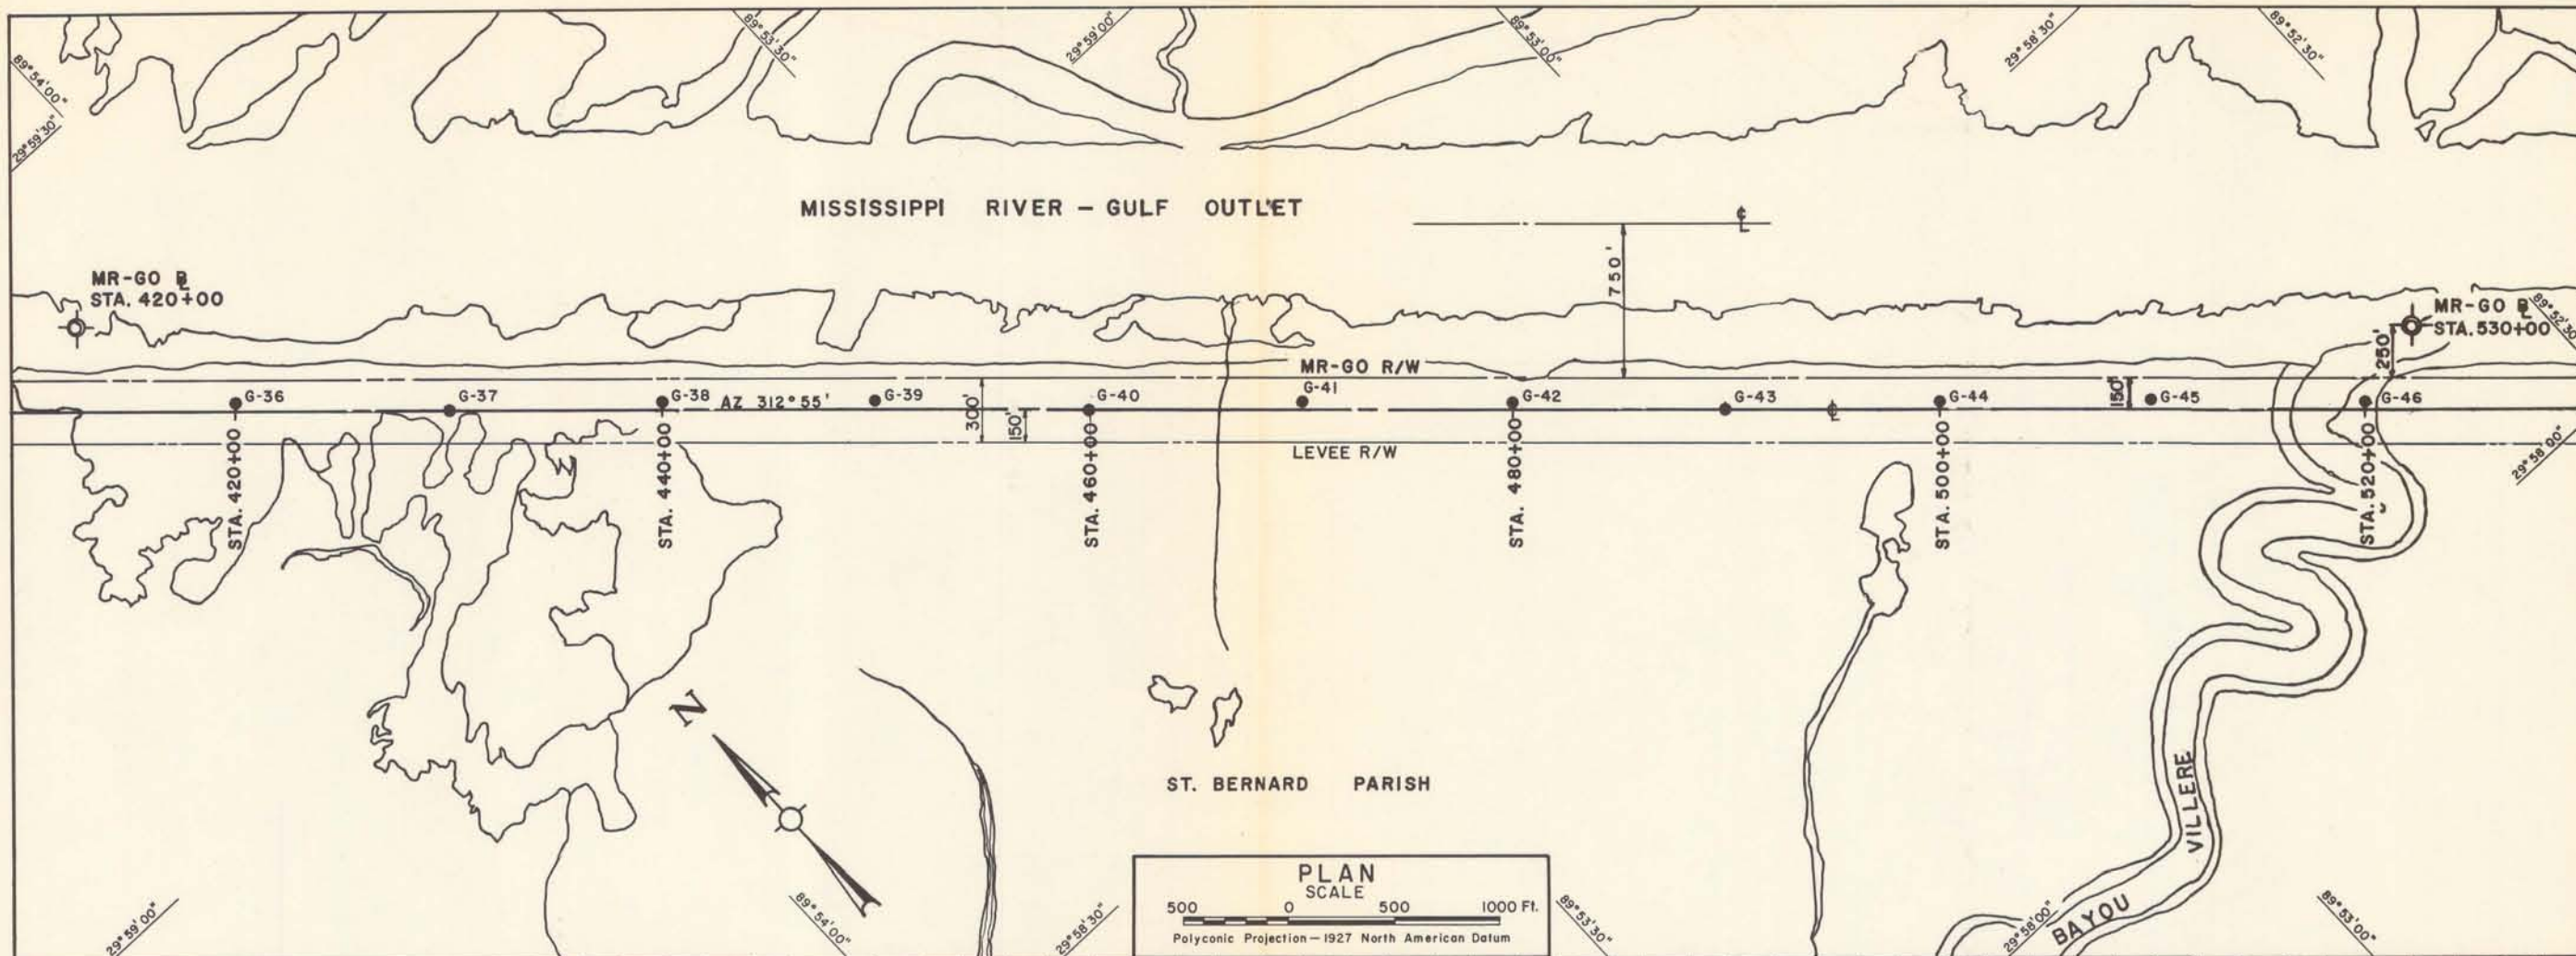 89°54'00"
29°59'30"
89°53'30"
29°59'00"
89°53'00"
29°58'30"
89°52'30"
MISSISSIPPI RIVER – GULF OUTLET
℄
750'
MR-GO B̵L
STA. 420+00
MR-GO B̵L
STA. 530+00
89°52'30"
250'
MR-GO R/W
G-36
G-37
G-38
AZ 312°55'
G-39
G-40
G-41
G-42
G-43
℄
G-44
G-45
G-46
300'
150'
150'
LEVEE R/W
STA. 420+00
STA. 440+00
STA. 460+00
STA. 480+00
STA. 500+00
STA. 520+00
29°58'00"
N
ST. BERNARD PARISH
VILLERE
BAYOU
PLAN
SCALE
500 0 500 1000 Ft.
Polyconic Projection – 1927 North American Datum
29°59'00"
89°54'00"
29°58'30"
89°53'30"
29°58'00"
89°53'00"